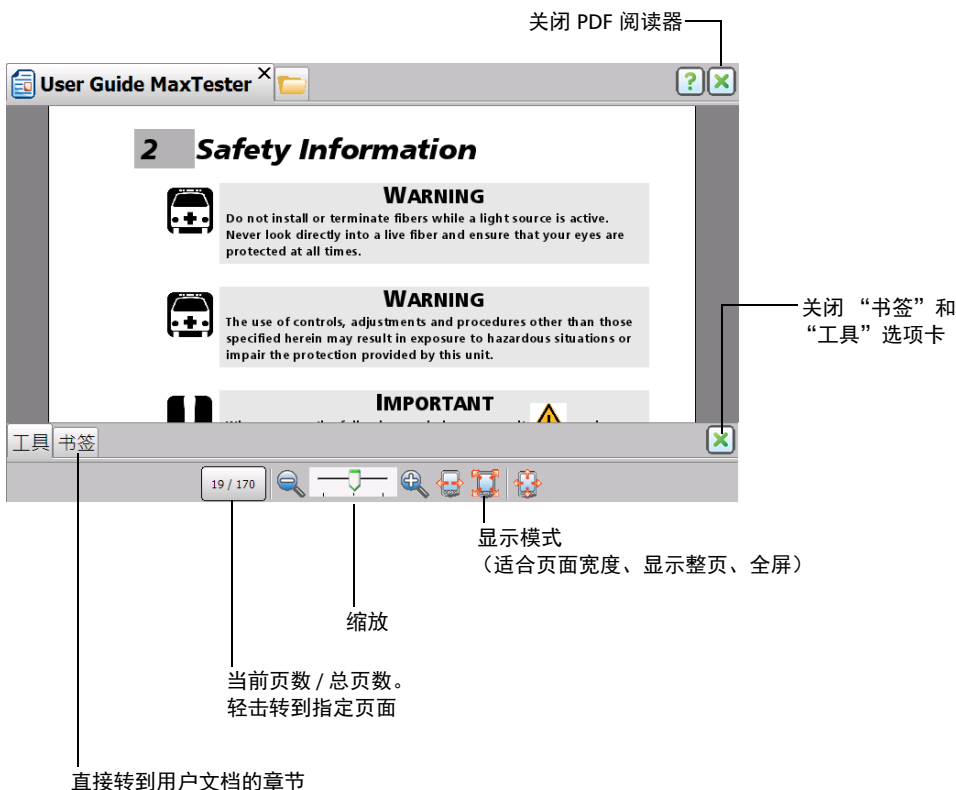 关闭 PDF 阅读器
User Guide MaxTester
2 Safety Information
WARNING
Do not install or terminate fibers while a light source is active.
Never look directly into a live fiber and ensure that your eyes are
protected at all times.
WARNING
The use of controls, adjustments and procedures other than those
specified herein may result in exposure to hazardous situations or
impair the protection provided by this unit.
IMPORTANT
关闭 “书签”和
“工具”选项卡
工具 书签
19 / 170
显示模式
（适合页面宽度、显示整页、全屏）
缩放
当前页数 / 总页数。
轻击转到指定页面
直接转到用户文档的章节